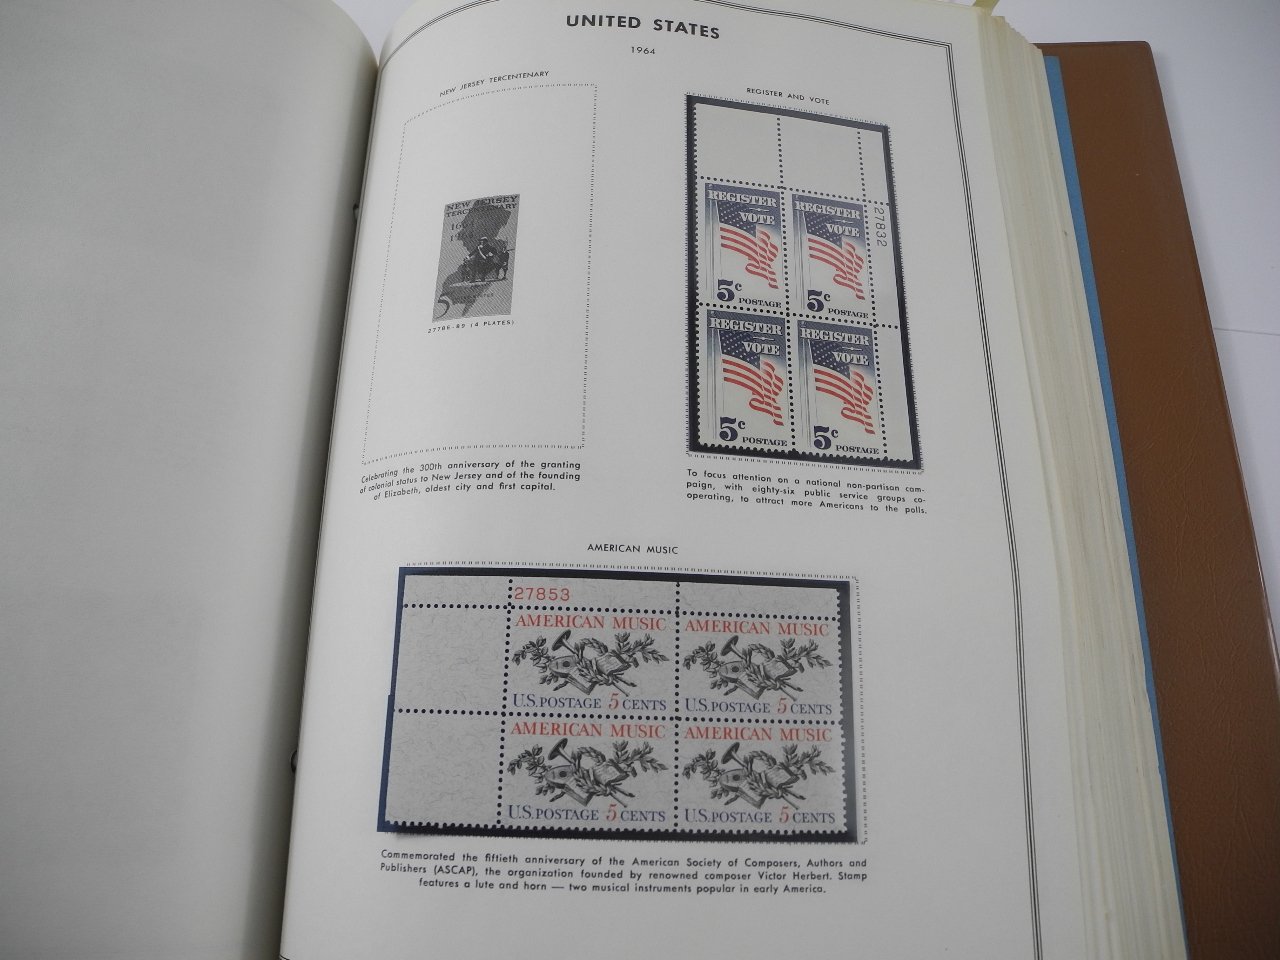 UNITED STATES
1964
NEW JERSEY TERCENTENARY
NEW JERSEY
TERCENTENARY
5
27786-89 (4 PLATES)
Celebrating the 300th anniversary of the granting
of colonial status to New Jersey and of the founding
of Elizabeth, oldest city and first capital.
REGISTER AND VOTE
27832
REGISTER
VOTE
5c POSTAGE
REGISTER
VOTE
5c POSTAGE
REGISTER
VOTE
5c POSTAGE
REGISTER
VOTE
5c POSTAGE
To focus attention on a national non-partisan cam-
paign, with eighty-six public service groups co-
operating, to attract more Americans to the polls.
AMERICAN MUSIC
27853
AMERICAN MUSIC
U.S. POSTAGE 5 CENTS
AMERICAN MUSIC
U.S. POSTAGE 5 CENTS
AMERICAN MUSIC
U.S. POSTAGE 5 CENTS
AMERICAN MUSIC
U.S. POSTAGE 5 CENTS
Commemorated the fiftieth anniversary of the American Society of Composers, Authors and
Publishers (ASCAP), the organization founded by renowned composer Victor Herbert. Stamp
features a lute and horn — two musical instruments popular in early America.